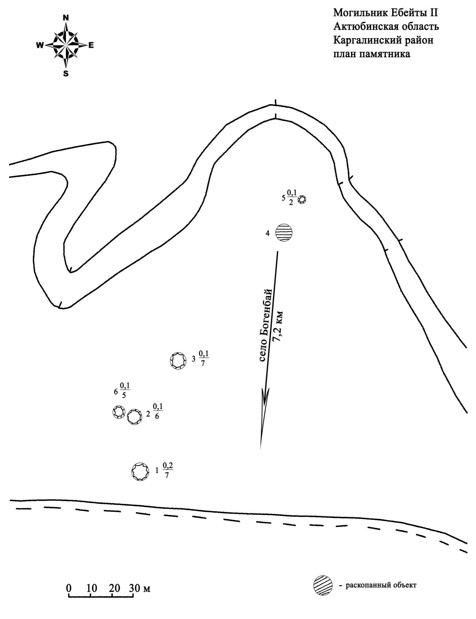 Могильник Ебейты II
Актюбинская область
Каргалинский район
план памятника
N
W E
S
5 0,1/2
4
село Богенбай
7,2 км
3 0,1/7
6 0,1/5
2 0,1/6
1 0,2/7
0 10 20 30 м
- раскопанный объект